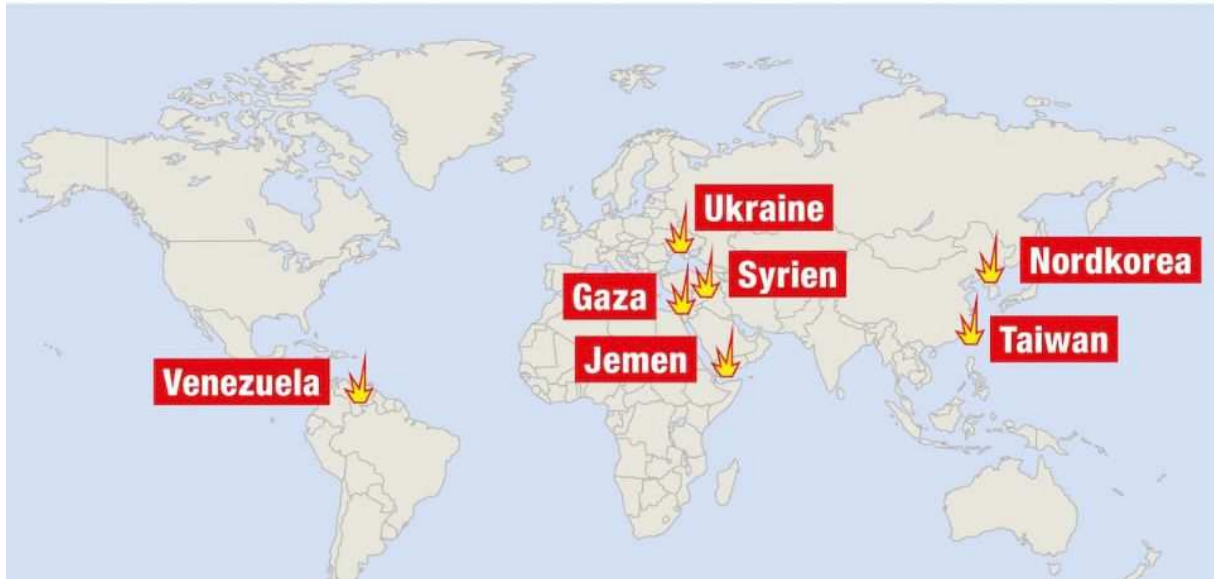 Ukraine
Nordkorea
Syrien
Gaza
Taiwan
Jemen
Venezuela